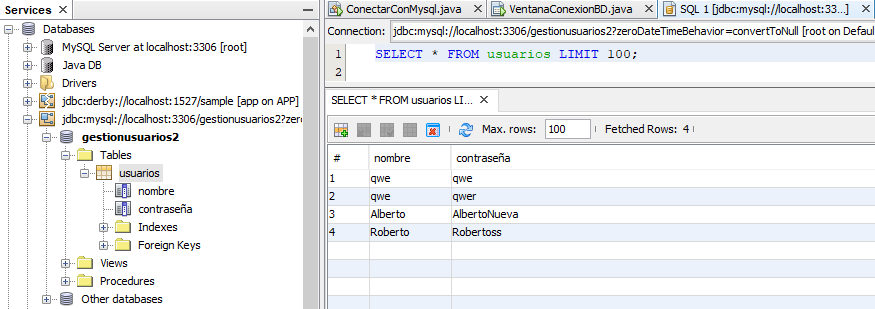 Services
Databases
MySQL Server at localhost:3306 [root]
Java DB
Drivers
jdbc:derby://localhost:1527/sample [app on APP]
jdbc:mysql://localhost:3306/gestionusuarios2?zero
gestionusuarios2
Tables
usuarios
nombre
contraseña
Indexes
Foreign Keys
Views
Procedures
Other databases
ConectarConMysql.java
VentanaConexionBD.java
SQL 1 [jdbc:mysql://localhost:33...]
Connection: jdbc:mysql://localhost:3306/gestionusuarios2?zeroDateTimeBehavior=convertToNull [root on Default
1 SELECT * FROM usuarios LIMIT 100;
2
SELECT * FROM usuarios LI...
Max. rows: 100 Fetched Rows: 4
# nombre contraseña
1 qwe qwe
2 qwe qwer
3 Alberto AlbertoNueva
4 Roberto Robertoss